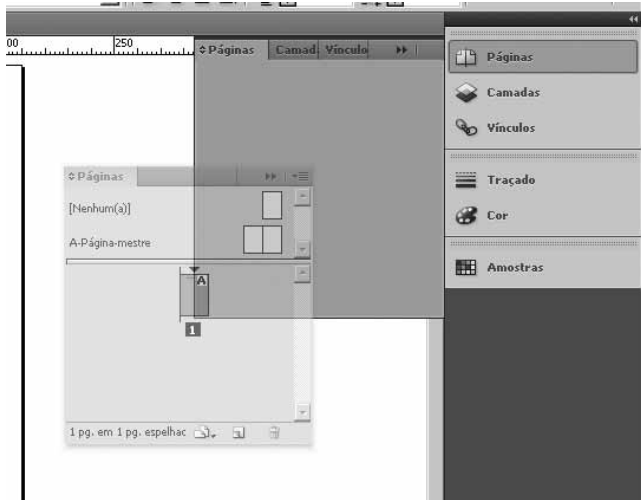 00 250
Páginas Camad Vínculo
Páginas
Camadas
Vínculos
Traçado
Cor
Amostras
Páginas
[Nenhum(a)]
A-Página-mestre
A
1
1 pg. em 1 pg. espelhac